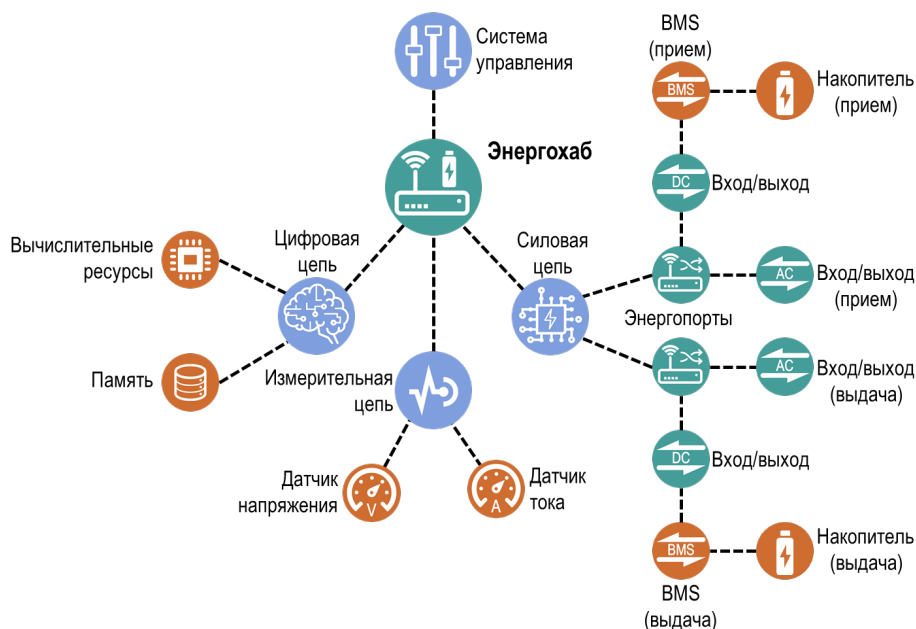 Система
управления
BMS
(прием)
BMS
Накопитель
(прием)
Энергохаб
DC
Вход/выход
Вычислительные
ресурсы
Цифровая
цепь
Силовая
цепь
AC
Вход/выход
(прием)
Энергопорты
Память
Измерительная
цепь
AC
Вход/выход
(выдача)
DC
Вход/выход
Датчик
напряжения
V
A
Датчик
тока
BMS
Накопитель
(выдача)
BMS
(выдача)